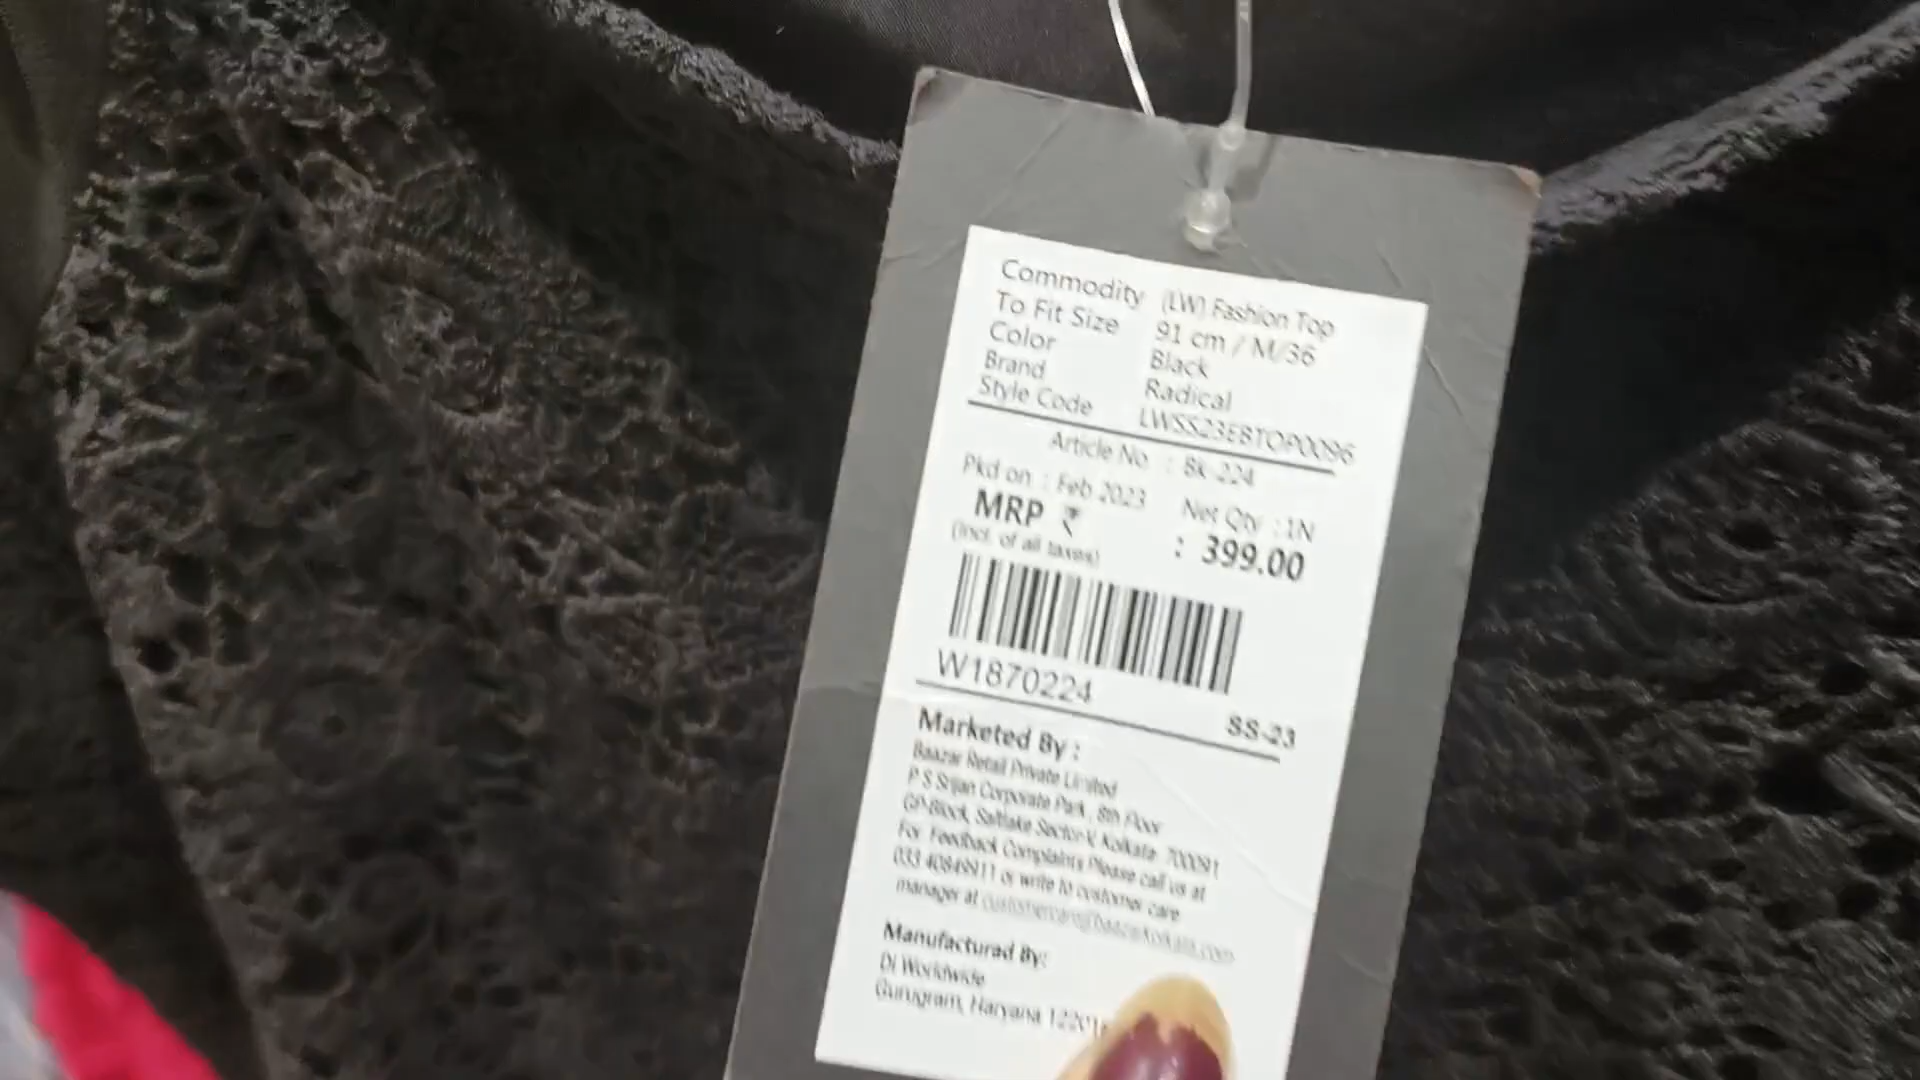 Commodity (LW) Fashion Top
To Fit Size 91 cm / M/36
Color Black
Brand Radical
Style Code LWSS23EBTOP0096
Article No : Bk-224
Pkd on : Feb 2023 Net Qty : 1N
MRP ₹ : 399.00
(incl. of all taxes)
W1870224
SS-23
Marketed By :
Baazar Retail Private Limited
P S Srijan Corporate Park, 8th Floor
GP-Block, Saltlake Sector-V, Kolkata 700091
For Feedback Complaints Please call us at
033 40849911 or write to customer care
manager at customercare@baazarkolkata.com
Manufacturad By:
DI Worldwide
Gurugram, Haryana